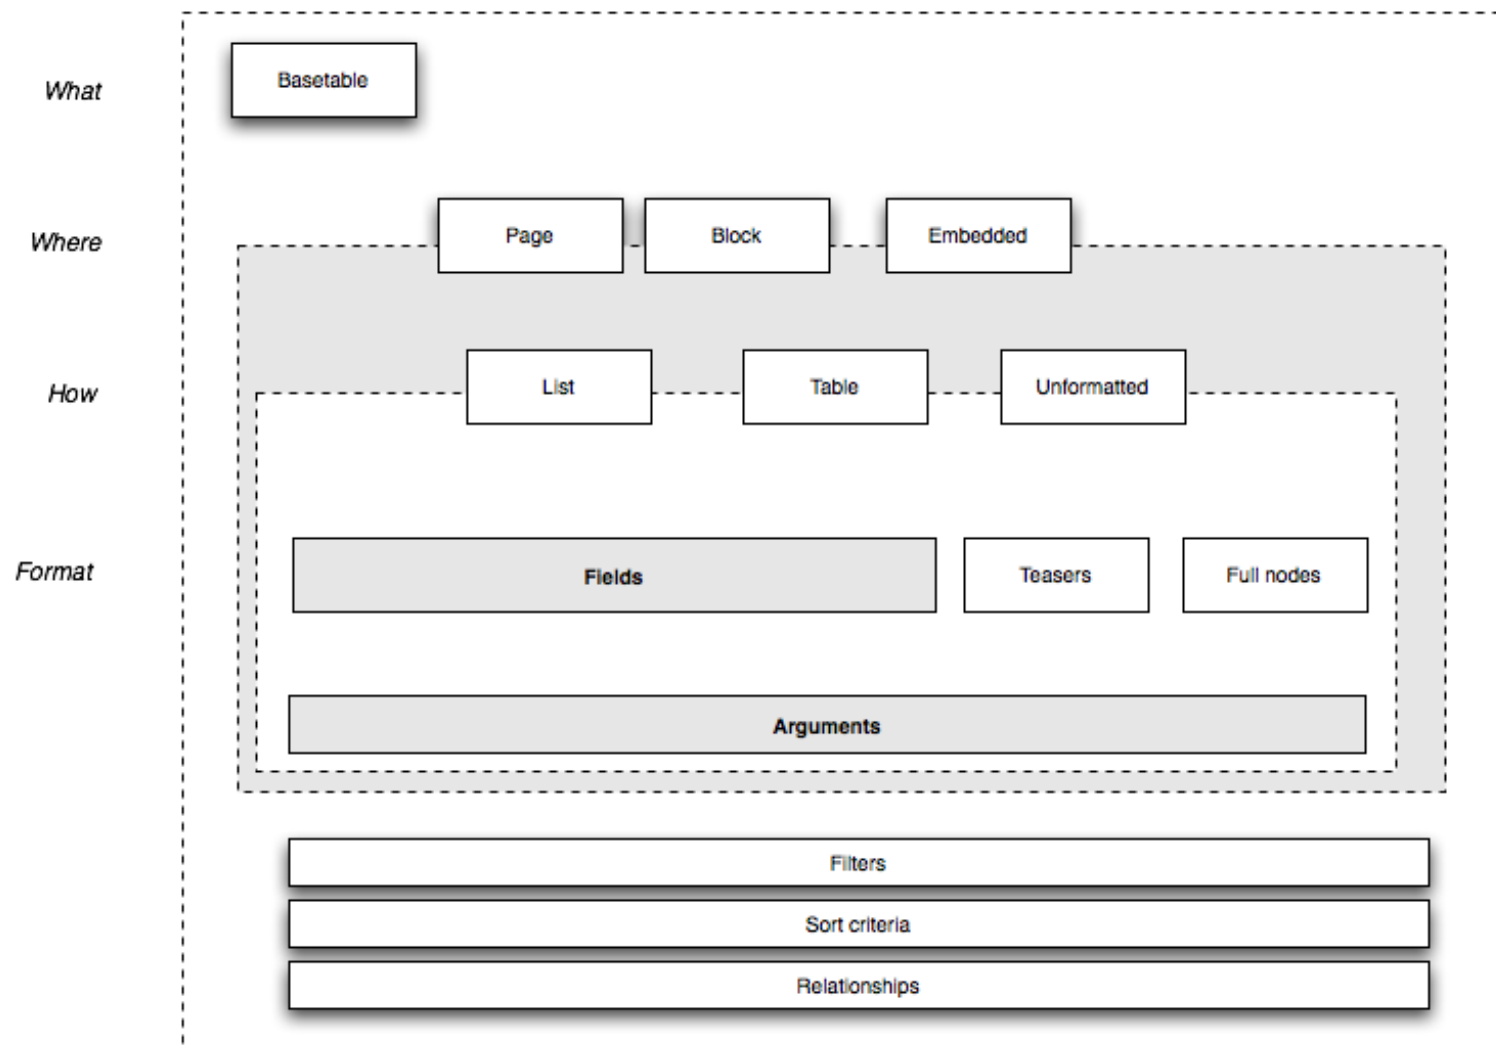 What
Basetable
Where
Page
Block
Embedded
How
List
Table
Unformatted
Format
Fields
Teasers
Full nodes
Arguments
Filters
Sort criteria
Relationships